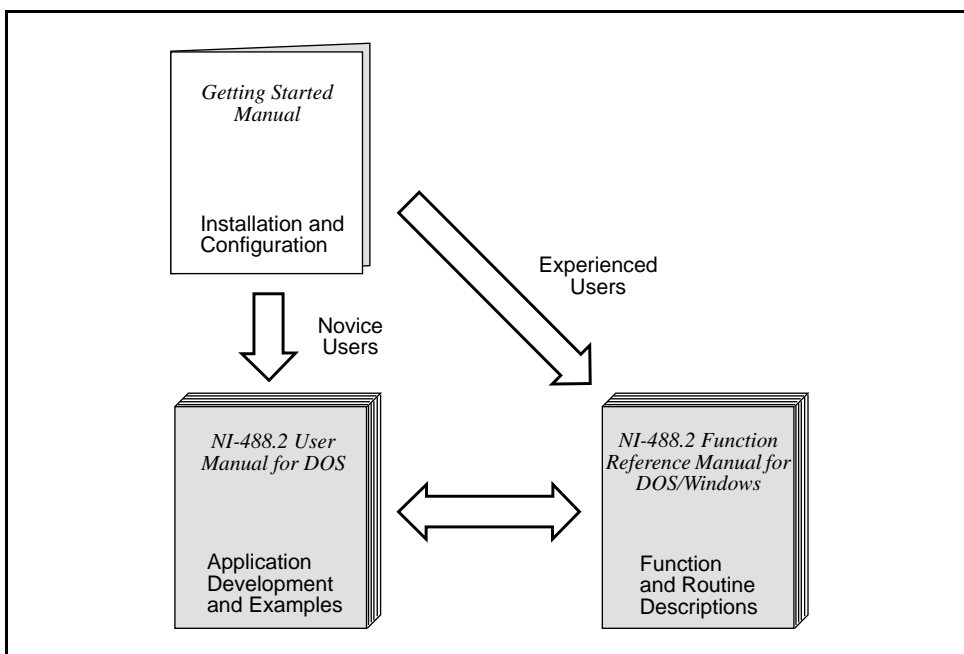 Getting Started
Manual
Installation and
Configuration
Experienced
Users
Novice
Users
NI-488.2 User
Manual for DOS
Application
Development
and Examples
NI-488.2 Function
Reference Manual for
DOS/Windows
Function
and Routine
Descriptions